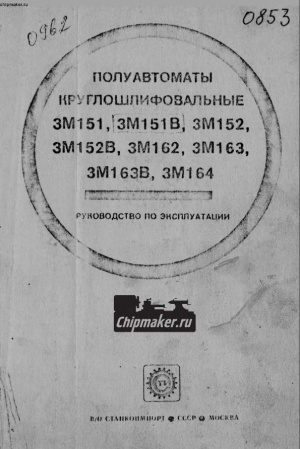 chipmaker.ru
0962
0853
ПОЛУАВТОМАТЫ
КРУГЛОШЛИФОВАЛЬНЫЕ
3М151, 3М151В, 3М152,
3М152В, 3М162, 3М163,
3М163В, 3М164
РУКОВОДСТВО ПО ЭКСПЛУАТАЦИИ
Chipmaker.ru
В/О СТАНКОИМПОРТ СССР МОСКВА